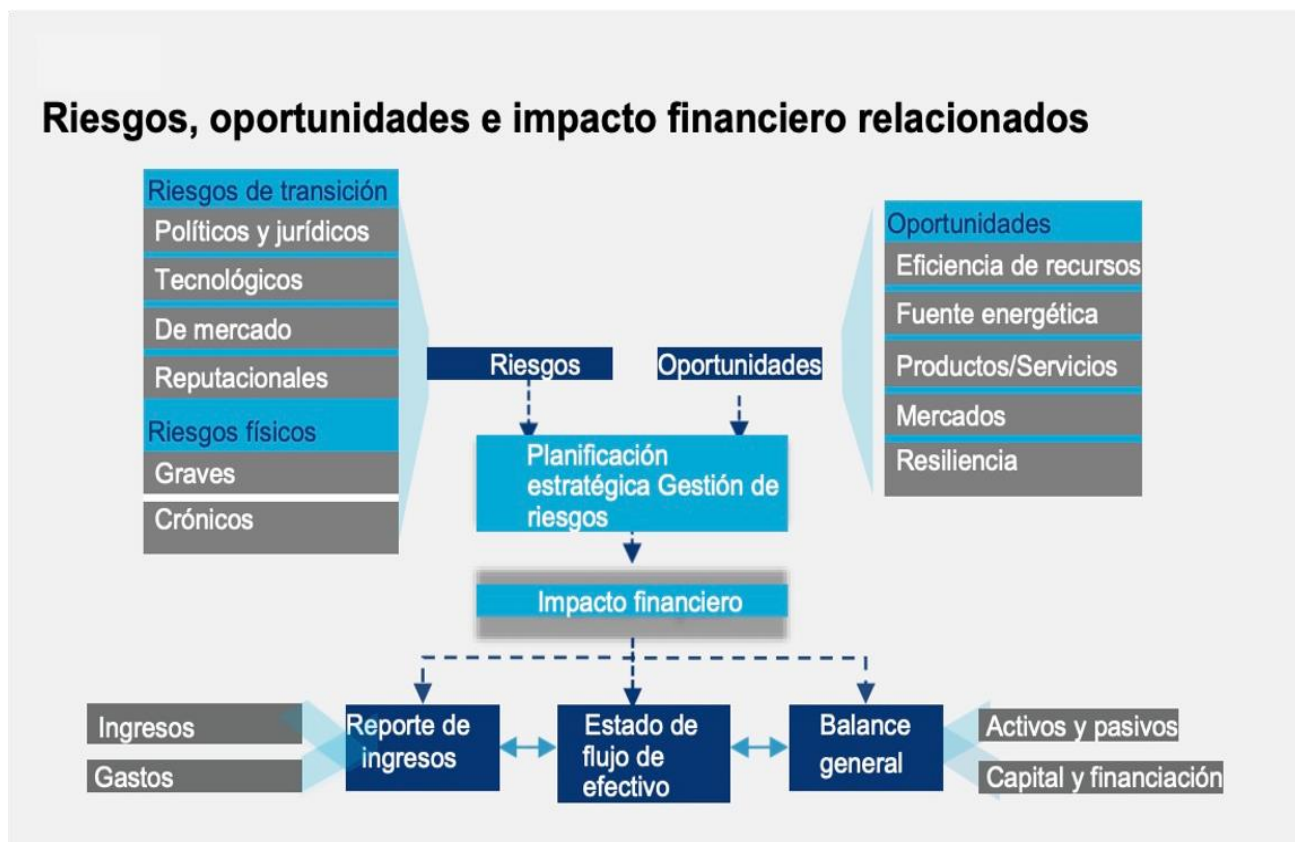 Riesgos, oportunidades e impacto financiero relacionados
Riesgos de transición
Políticos y jurídicos
Tecnológicos
De mercado
Reputacionales
Riesgos físicos
Graves
Crónicos
Riesgos
Oportunidades
Oportunidades
Eficiencia de recursos
Fuente energética
Productos/Servicios
Mercados
Resiliencia
Planificación
estratégica Gestión de
riesgos
Impacto financiero
Ingresos
Gastos
Reporte de
ingresos
Estado de
flujo de
efectivo
Balance
general
Activos y pasivos
Capital y financiación